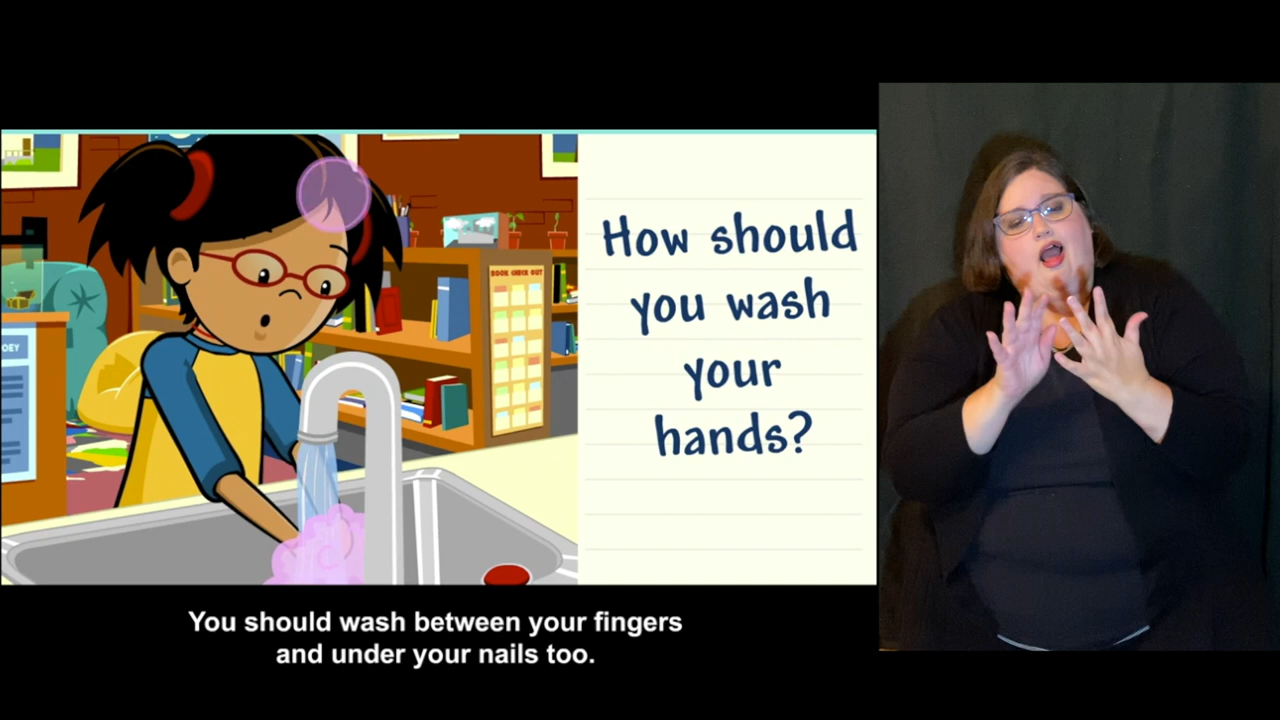 How should
you wash
your
hands?
BOOK CHECK OUT
OEY
You should wash between your fingers
and under your nails too.